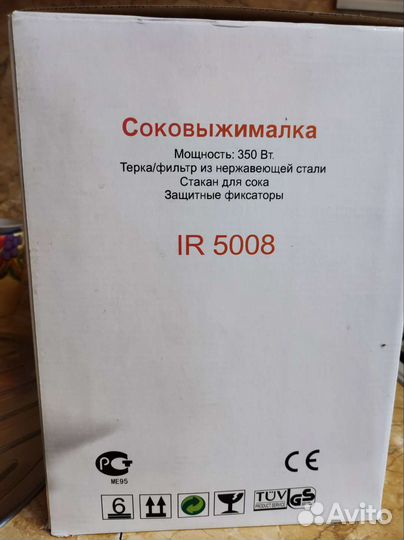 Соковыжималка
Мощность: 350 Вт.
Терка/фильтр из нержавеющей стали
Стакан для сока
Защитные фиксаторы
IR 5008
РСТ
ME95
CE
6
TÜV
PRODUCT SERVICE
GS
Avito